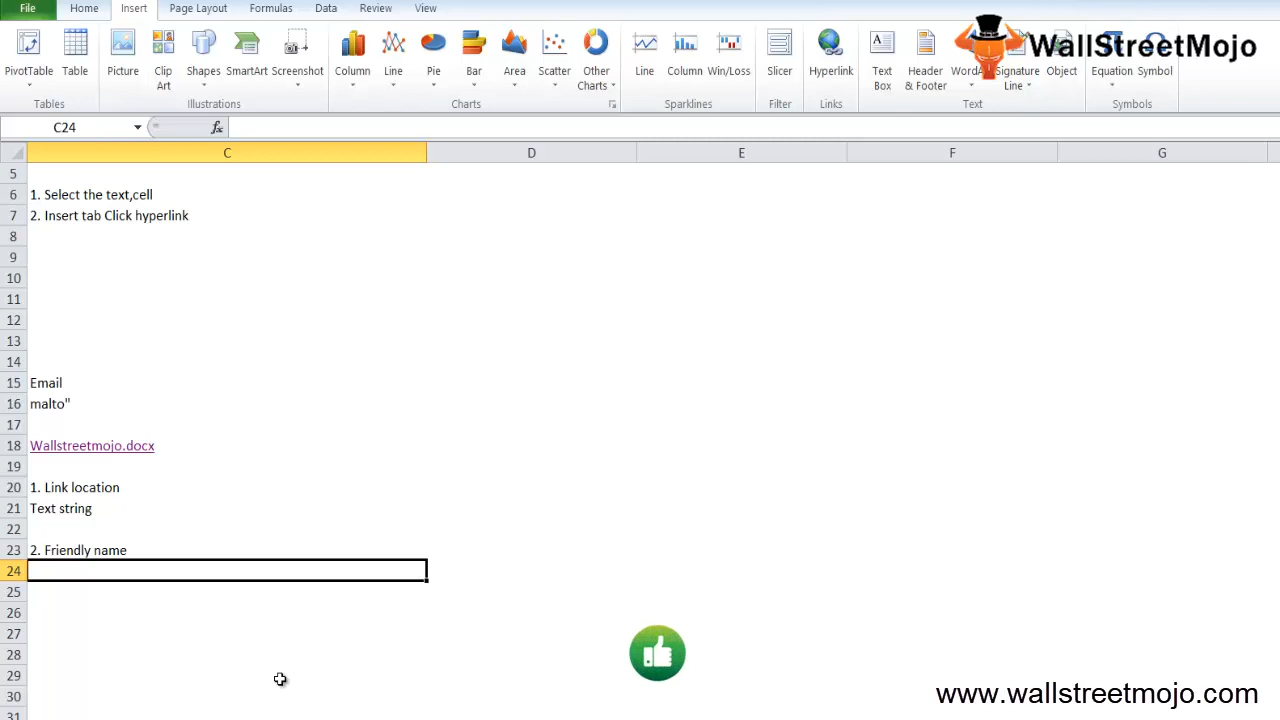 File Home Insert Page Layout Formulas Data Review View
WallStreetMojo
PivotTable Table Picture Clip Art Shapes SmartArt Screenshot Column Line Pie Bar Area Scatter Other Charts Line Column Win/Loss Slicer Hyperlink Text Box Header & Footer WordA Signature Line Object Equation Symbol
Tables Illustrations Charts Sparklines Filter Links Text Symbols
C24 fx
C D E F G
5
6 1. Select the text,cell
7 2. Insert tab Click hyperlink
8
9
10
11
12
13
14
15 Email
16 malto"
17
18 Wallstreetmojo.docx
19
20 1. Link location
21 Text string
22
23 2. Friendly name
24
25
26
27
28
29
30
31
www.wallstreetmojo.com